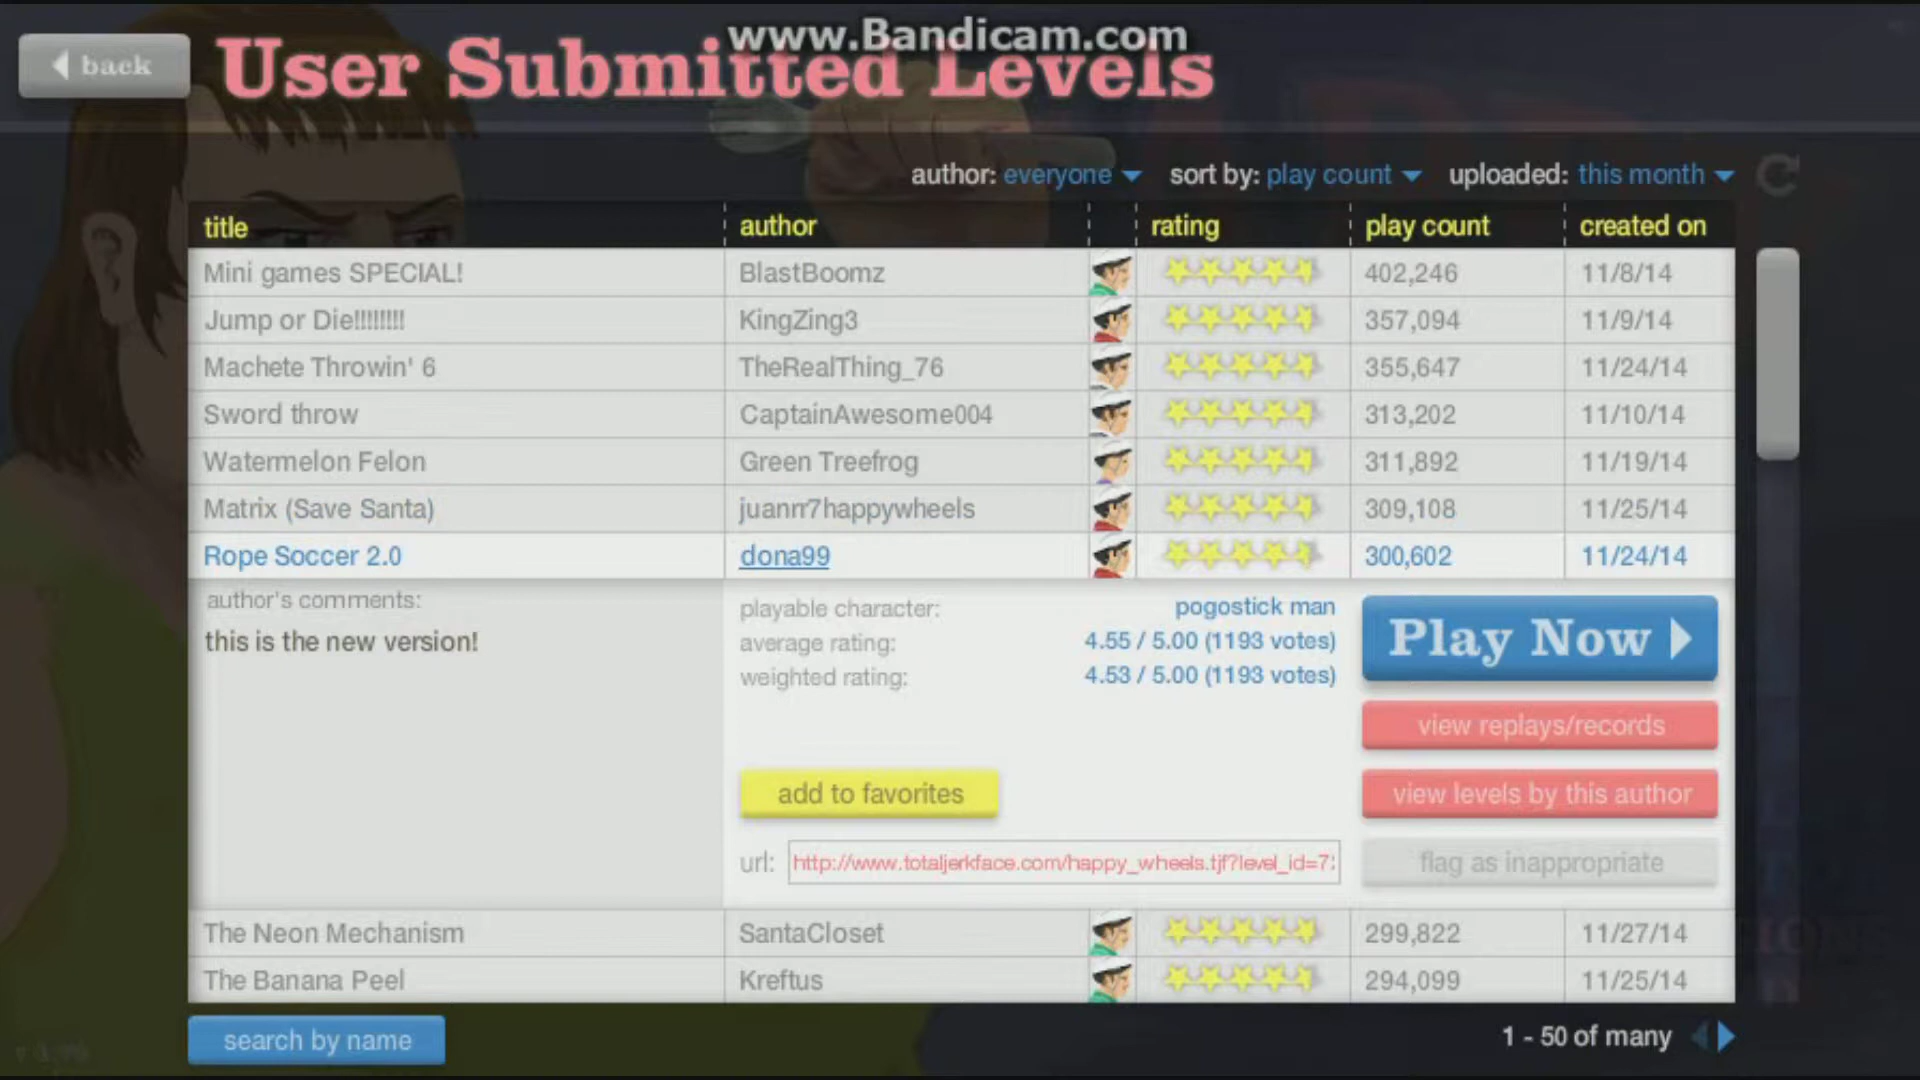 www.Bandicam.com
back
User Submitted Levels
author: everyone sort by: play count uploaded: this month
title author rating play count created on
Mini games SPECIAL! BlastBoomz 402,246 11/8/14
Jump or Die!!!!!!!! KingZing3 357,094 11/9/14
Machete Throwin' 6 TheRealThing_76 355,647 11/24/14
Sword throw CaptainAwesome004 313,202 11/10/14
Watermelon Felon Green Treefrog 311,892 11/19/14
Matrix (Save Santa) juanrr7happywheels 309,108 11/25/14
Rope Soccer 2.0 dona99 300,602 11/24/14
author's comments:
this is the new version!
playable character: pogostick man
average rating: 4.55 / 5.00 (1193 votes)
weighted rating: 4.53 / 5.00 (1193 votes)
Play Now
view replays/records
add to favorites
view levels by this author
url: http://www.totaljerkface.com/happy_wheels.tjf?level_id=7
flag as inappropriate
The Neon Mechanism SantaCloset 299,822 11/27/14
The Banana Peel Kreftus 294,099 11/25/14
search by name
1 - 50 of many